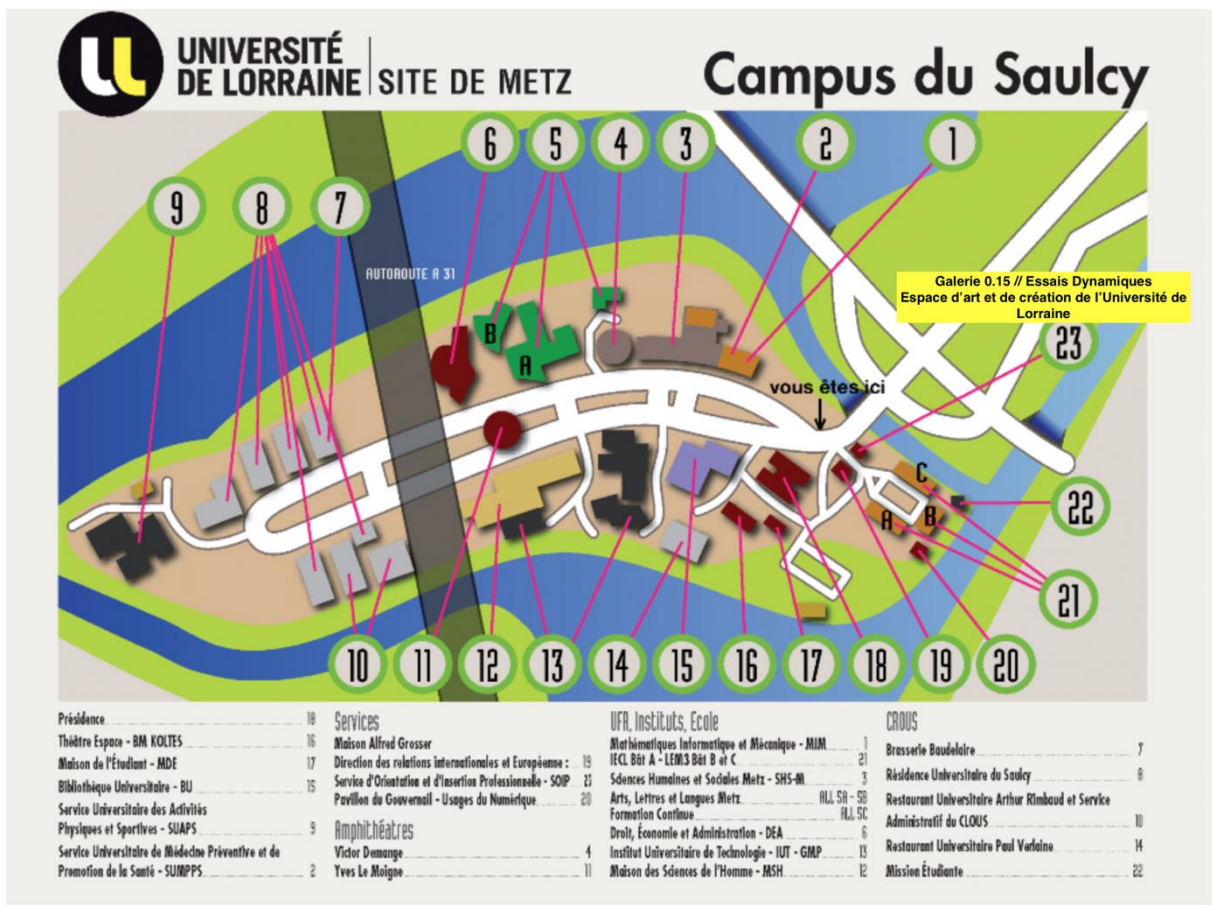 UNIVERSITÉ
DE LORRAINE
SITE DE METZ
Campus du Saulcy
6
5
4
3
2
1
9
8
7
AUTOROUTE A 31
Galerie 0.15 // Essais Dynamiques
Espace d'art et de création de l'Université de
Lorraine
23
B
A
vous êtes ici
C
A
B
22
21
10
11
12
13
14
15
16
17
18
19
20
Présidence 18
Théâtre Espace - BM KOLTES 16
Maison de l'Étudiant - MDE 17
Bibliothèque Universitaire - BU 15
Service Universitaire des Activités
Physiques et Sportives - SUAPS 9
Service Universitaire de Médecine Préventive et de
Promotion de la Santé - SUMPPS 2
Services
Maison Alfred Grosser
Direction des relations internationales et Européenne : 19
Service d'Orientation et d'Insertion Professionelle - SOIP 23
Pavillon du Gouvernail - Usages du Numérique 20
Amphithéatres
Victor Demange 4
Yves Le Moigne 11
UFR, Instituts, Ecole
Mathématiques Informatique et Mécanique - MIM 1
IECL Bât A - LEM3 Bât B et C 21
Sciences Humaines et Sociales Metz - SHS-M 3
Arts, Lettres et Langues Metz ALL 5A - 5B
Formation Continue ALL 5C
Droit, Économie et Administration - DEA 6
Institut Universitaire de Technologie - IUT - GMP 13
Maison des Sciences de l'Homme - MSH 12
CROUS
Brasserie Baudelaire 7
Résidence Universitaire du Saulcy 8
Restaurant Universitaire Arthur Rimbaud et Service
Administratif du CLOUS 10
Restaurant Universitaire Paul Verlaine 14
Mission Étudiante 22